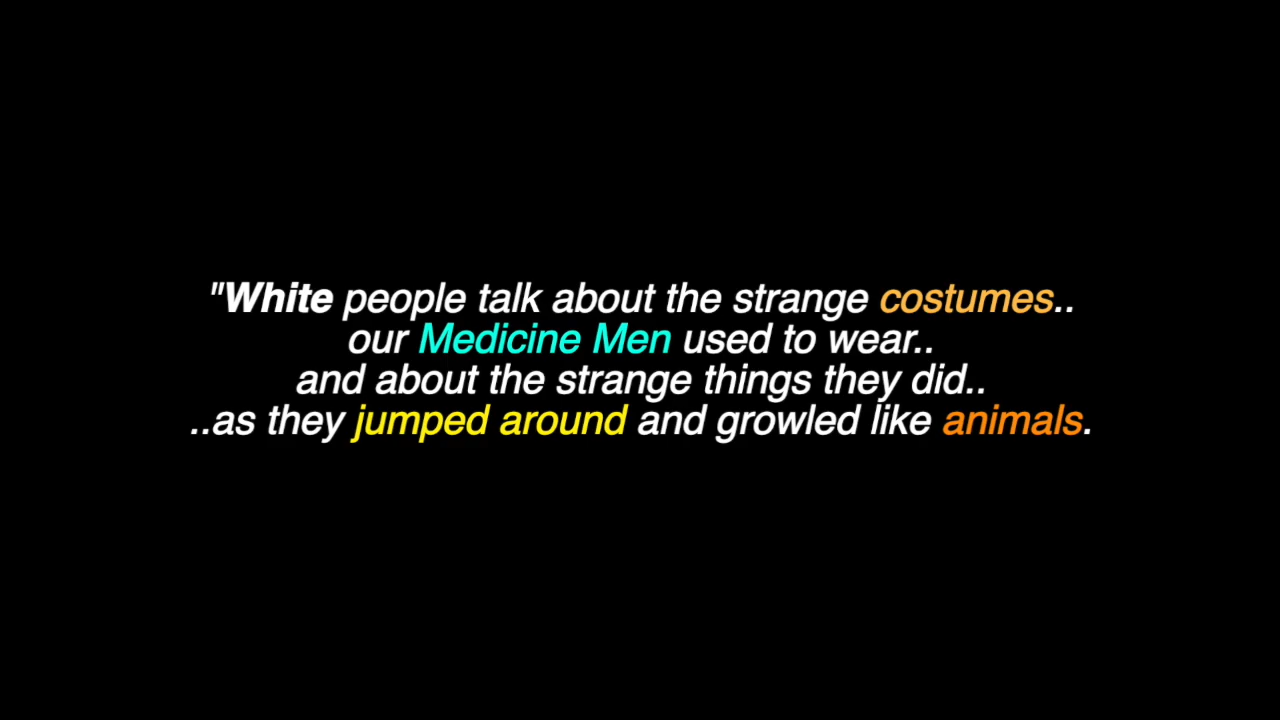 "White people talk about the strange costumes..
our Medicine Men used to wear..
and about the strange things they did..
..as they jumped around and growled like animals.